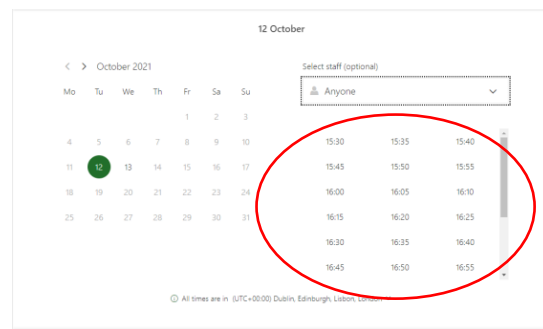 12 October
< > October 2021
Select staff (optional)
Anyone
Mo Tu We Th Fr Sa Su
1 2 3
4 5 6 7 8 9 10
11 12 13 14 15 16 17
18 19 20 21 22 23 24
25 26 27 28 29 30 31
15:30 15:35 15:40
15:45 15:50 15:55
16:00 16:05 16:10
16:15 16:20 16:25
16:30 16:35 16:40
16:45 16:50 16:55
All times are in (UTC+00:00) Dublin, Edinburgh, Lisbon, London